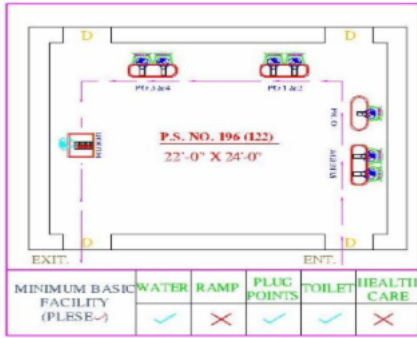 D D
PO 3&4 PO 1&2
P.S. NO. 196 (122)
22'-0" X 24'-0"
D D
EXIT. ENT.
MINIMUM BASIC FACILITY (PLESE✓)
WATER RAMP PLUG POINTS TOILET HEALTH CARE
✓ ✗ ✓ ✓ ✗